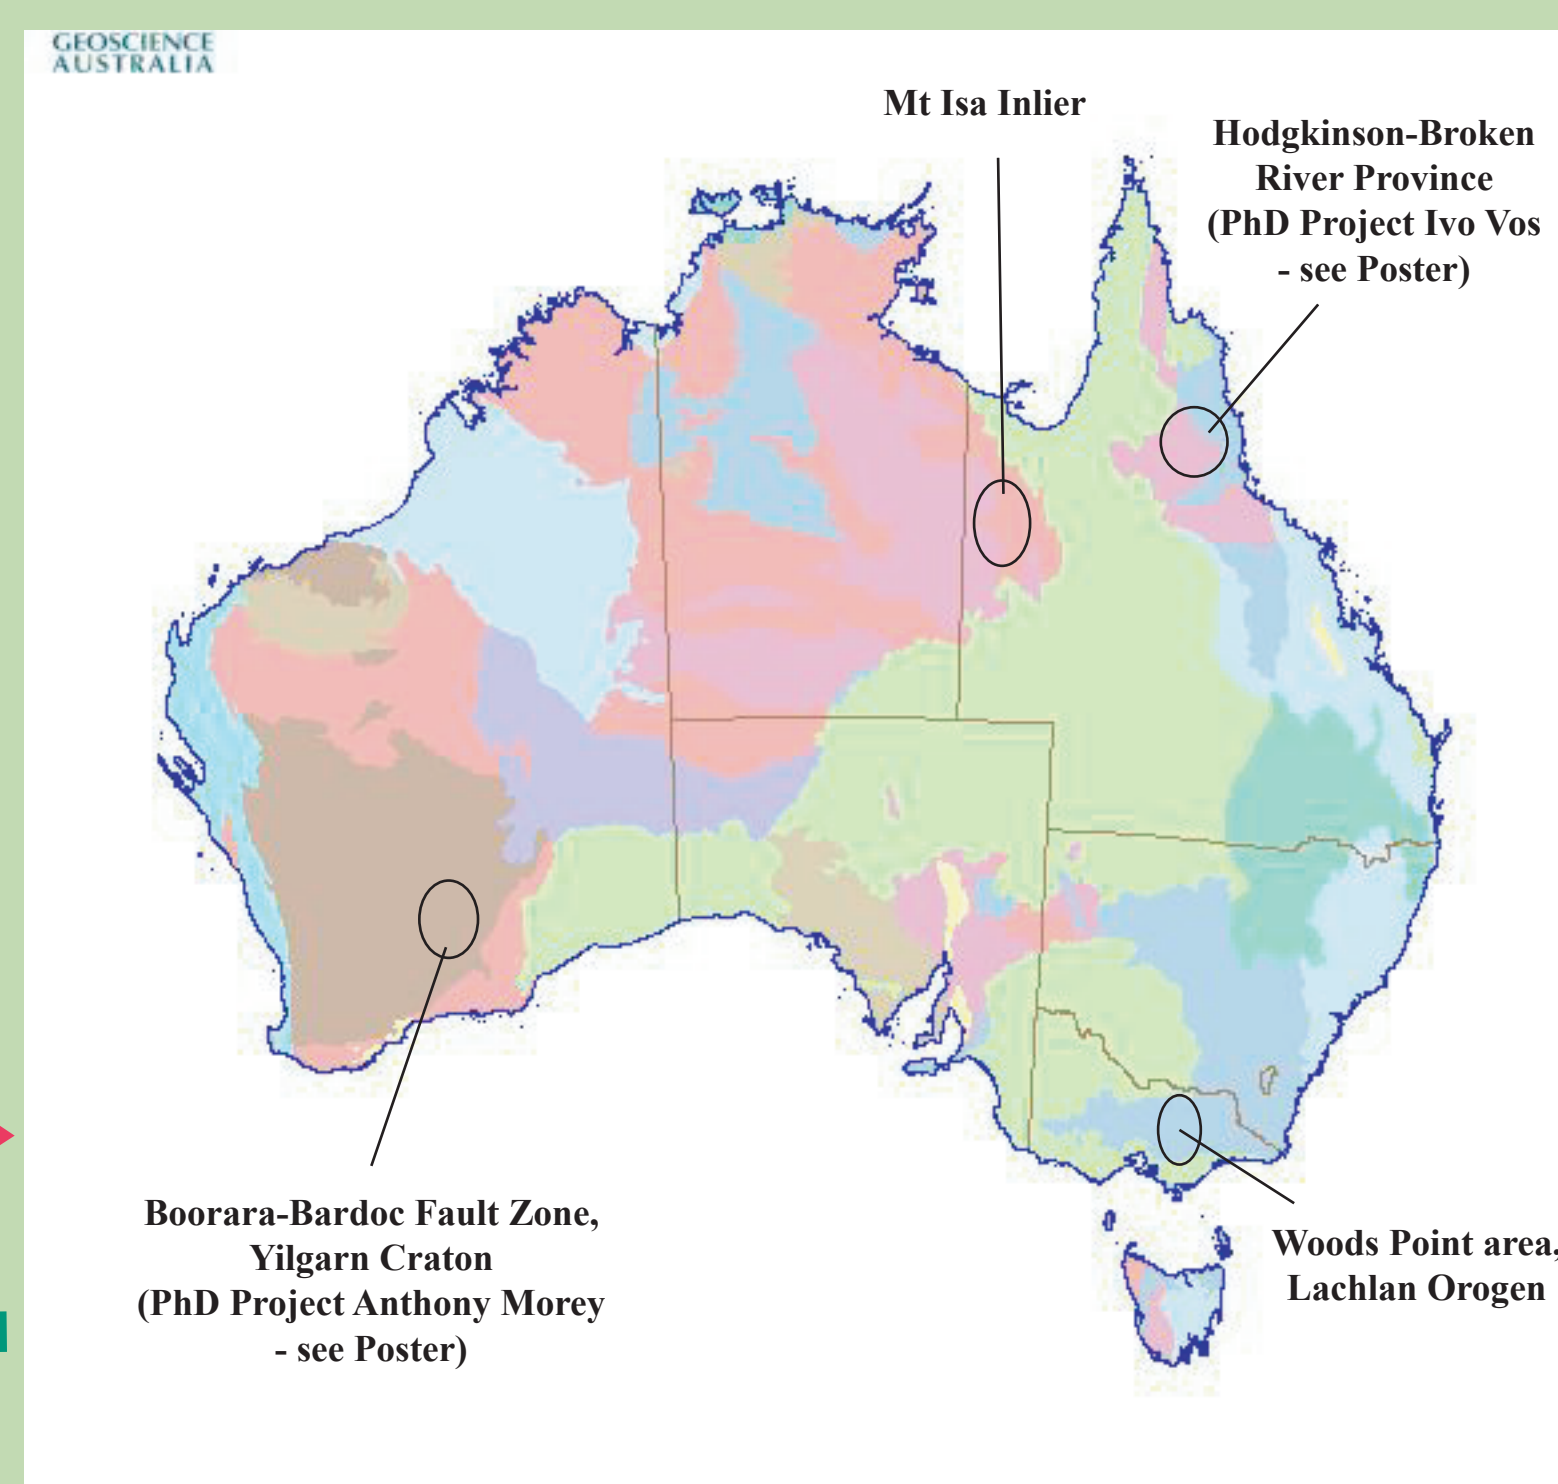 GEOSCIENCE
AUSTRALIA
Mt Isa Inlier
Hodgkinson-Broken
River Province
(PhD Project Ivo Vos
- see Poster)
Boorara-Bardoc Fault Zone,
Yilgarn Craton
(PhD Project Anthony Morey
- see Poster)
Woods Point area,
Lachlan Orogen